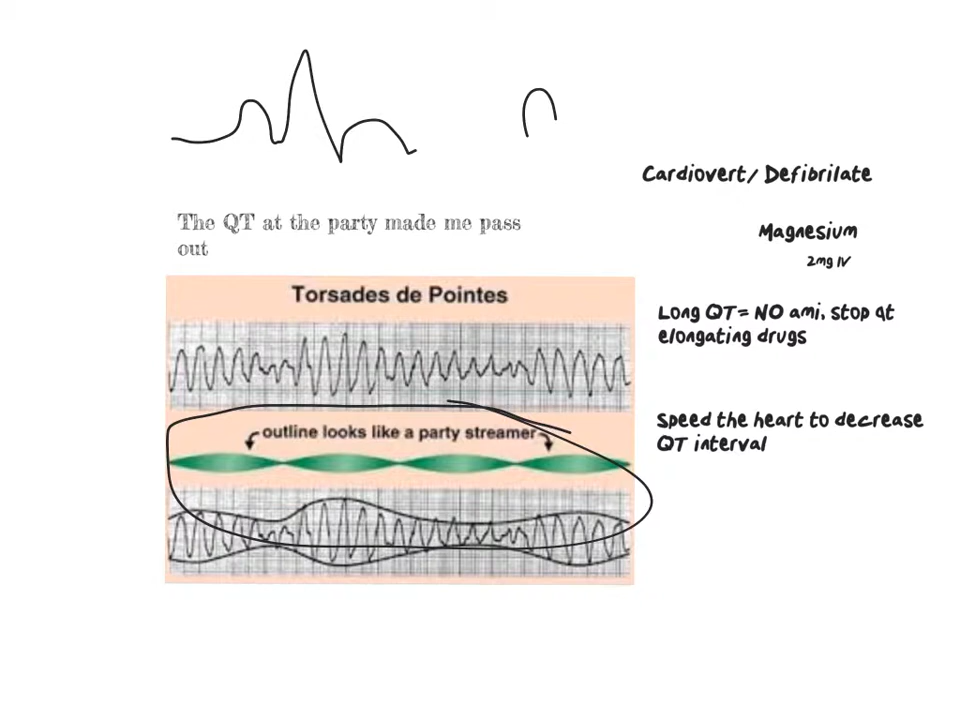 Cardiovert/ Defibrilate
The QT at the party made me pass
out
Magnesium
2mg IV
Torsades de Pointes
Long QT = NO ami, stop qt
elongating drugs
outline looks like a party streamer
Speed the heart to decrease
QT interval